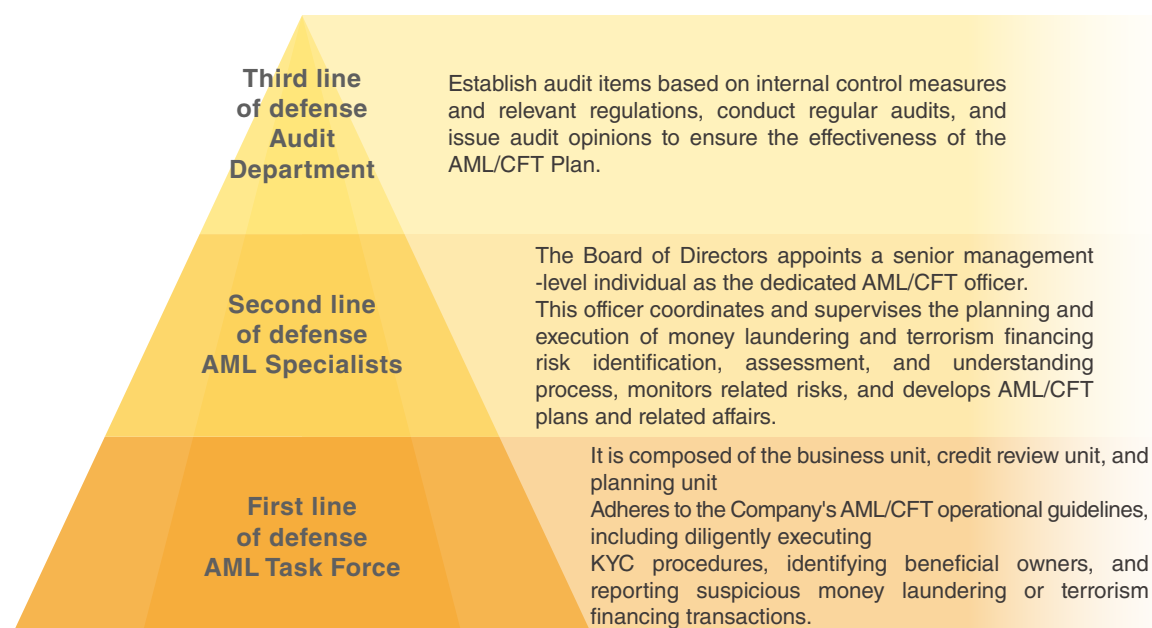 Third line
of defense
Audit
Department
Establish audit items based on internal control measures
and relevant regulations, conduct regular audits, and
issue audit opinions to ensure the effectiveness of the
AML/CFT Plan.
Second line
of defense
AML Specialists
The Board of Directors appoints a senior management
-level individual as the dedicated AML/CFT officer.
This officer coordinates and supervises the planning and
execution of money laundering and terrorism financing
risk identification, assessment, and understanding
process, monitors related risks, and develops AML/CFT
plans and related affairs.
First line
of defense
AML Task Force
It is composed of the business unit, credit review unit, and
planning unit
Adheres to the Company's AML/CFT operational guidelines,
including diligently executing
KYC procedures, identifying beneficial owners, and
reporting suspicious money laundering or terrorism
financing transactions.